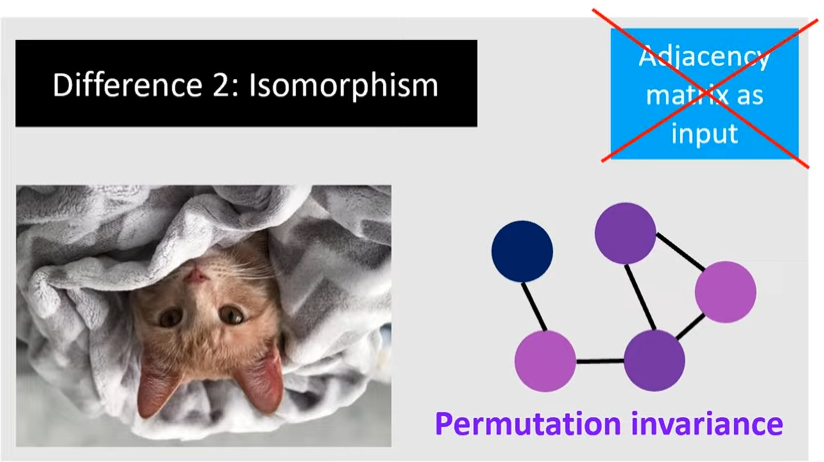 Difference 2: Isomorphism
Adjacency
matrix as
input
Permutation invariance